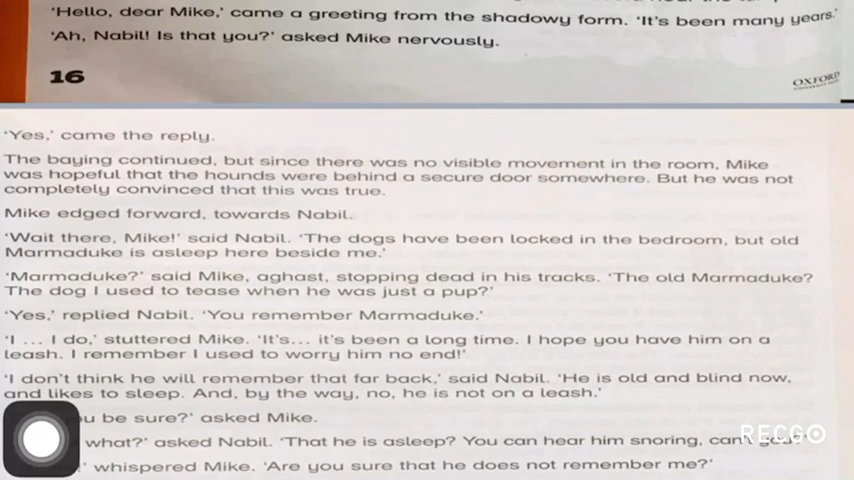 'Hello, dear Mike,' came a greeting from the shadowy form. 'It's been many years.'
'Ah, Nabil! Is that you?' asked Mike nervously.
16
OXFORD
'Yes,' came the reply.
The baying continued, but since there was no visible movement in the room, Mike
was hopeful that the hounds were behind a secure door somewhere. But he was not
completely convinced that this was true.
Mike edged forward, towards Nabil.
'Wait there, Mike!' said Nabil. 'The dogs have been locked in the bedroom, but old
Marmaduke is asleep here beside me.'
'Marmaduke?' said Mike, aghast, stopping dead in his tracks. 'The old Marmaduke?
The dog I used to tease when he was just a pup?'
'Yes,' replied Nabil. 'You remember Marmaduke.'
'I ... I do,' stuttered Mike. 'It's... it's been a long time. I hope you have him on a
leash. I remember I used to worry him no end!'
'I don't think he will remember that far back,' said Nabil. 'He is old and blind now,
and likes to sleep. And, by the way, no, he is not on a leash.'
be sure?' asked Mike.
what?' asked Nabil. 'That he is asleep? You can hear him snoring, can't you?'
RECGO
whispered Mike. 'Are you sure that he does not remember me?'